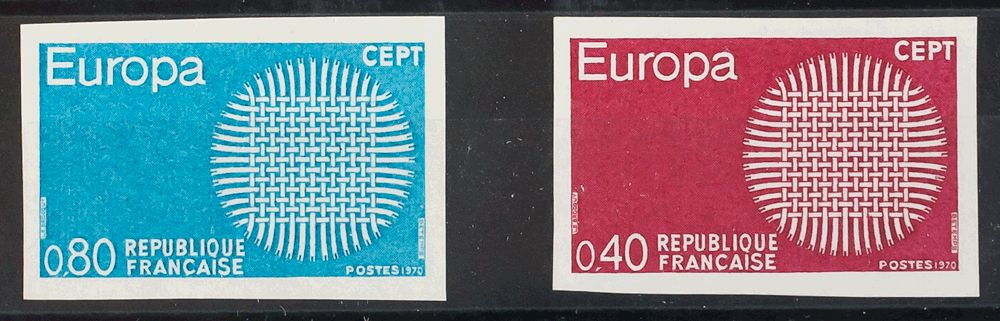 Europa CEPT
0,80 REPUBLIQUE
FRANCAISE
POSTES 1970
Europa CEPT
0,40 REPUBLIQUE
FRANCAISE
POSTES 1970